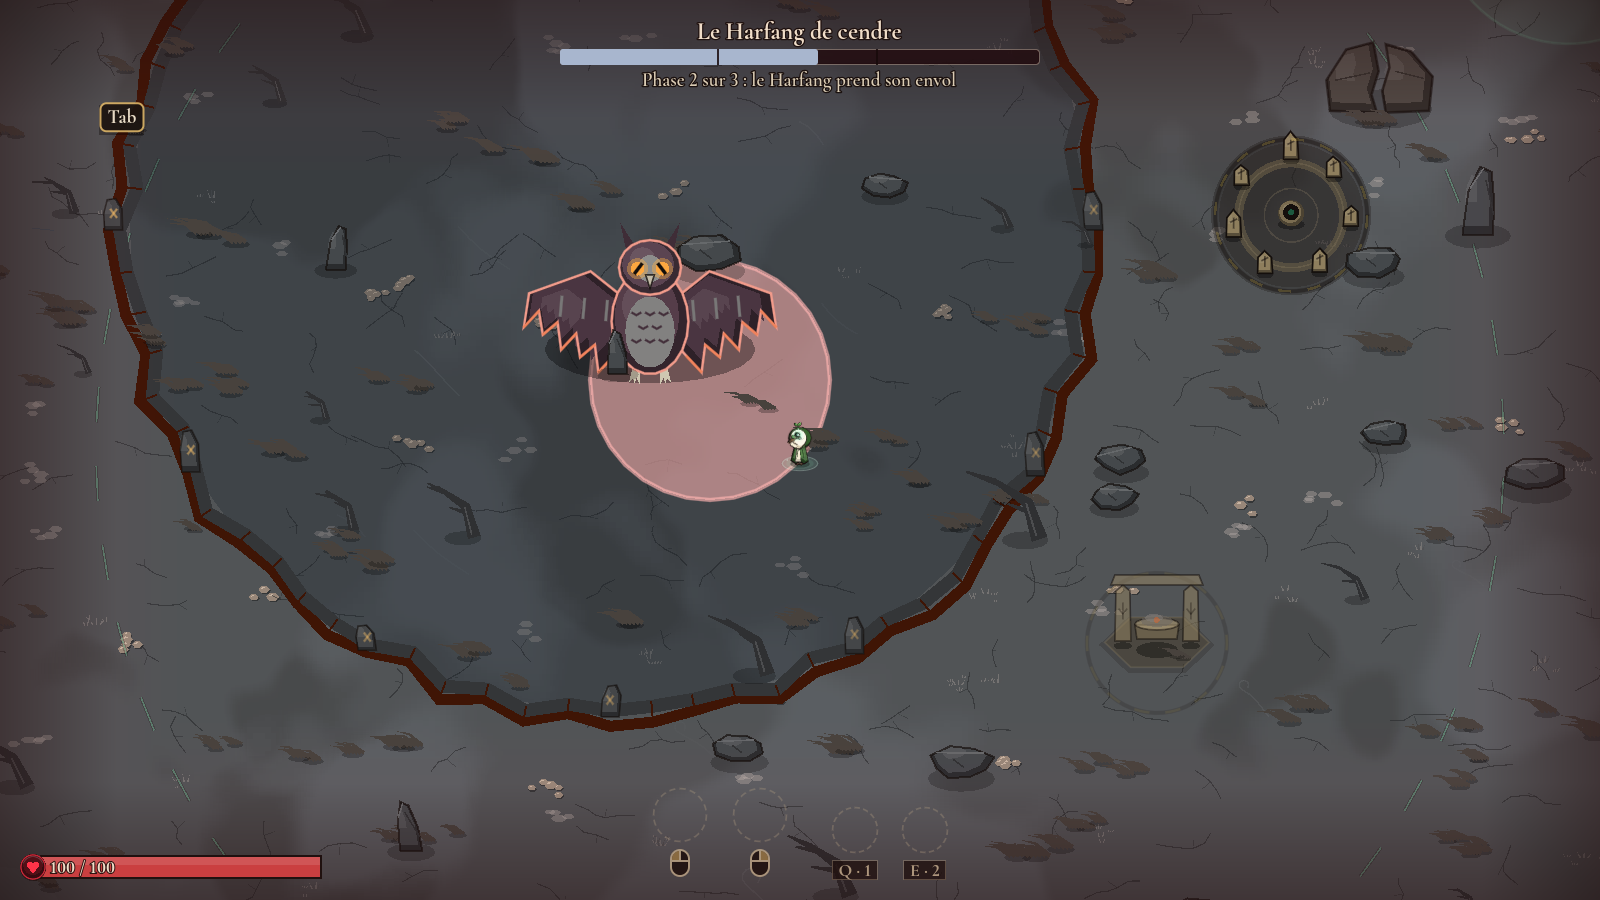 Le Harfang de cendre
Phase 2 sur 3 : le Harfang prend son envol
Tab
100 / 100
Q · 1
E · 2